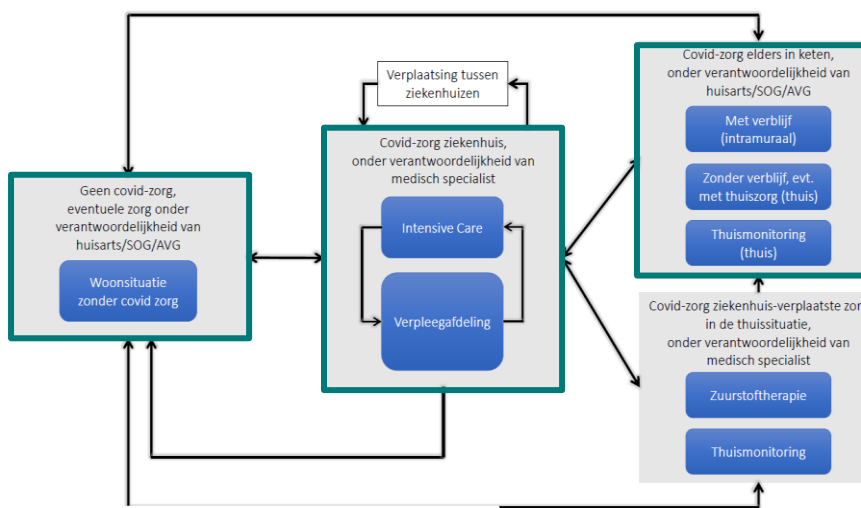 Verplaatsing tussen
ziekenhuizen
Geen covid-zorg,
eventuele zorg onder
verantwoordelijkheid van
huisarts/SOG/AVG
Woonsituatie
zonder covid zorg
Covid-zorg ziekenhuis,
onder verantwoordelijkheid van
medisch specialist
Intensive Care
Verpleegafdeling
Covid-zorg elders in keten,
onder verantwoordelijkheid van
huisarts/SOG/AVG
Met verblijf
(intramuraal)
Zonder verblijf, evt.
met thuiszorg (thuis)
Thuismonitoring
(thuis)
Covid-zorg ziekenhuis-verplaatste zor
in de thuissituatie,
onder verantwoordelijkheid van
medisch specialist
Zuurstoftherapie
Thuismonitoring